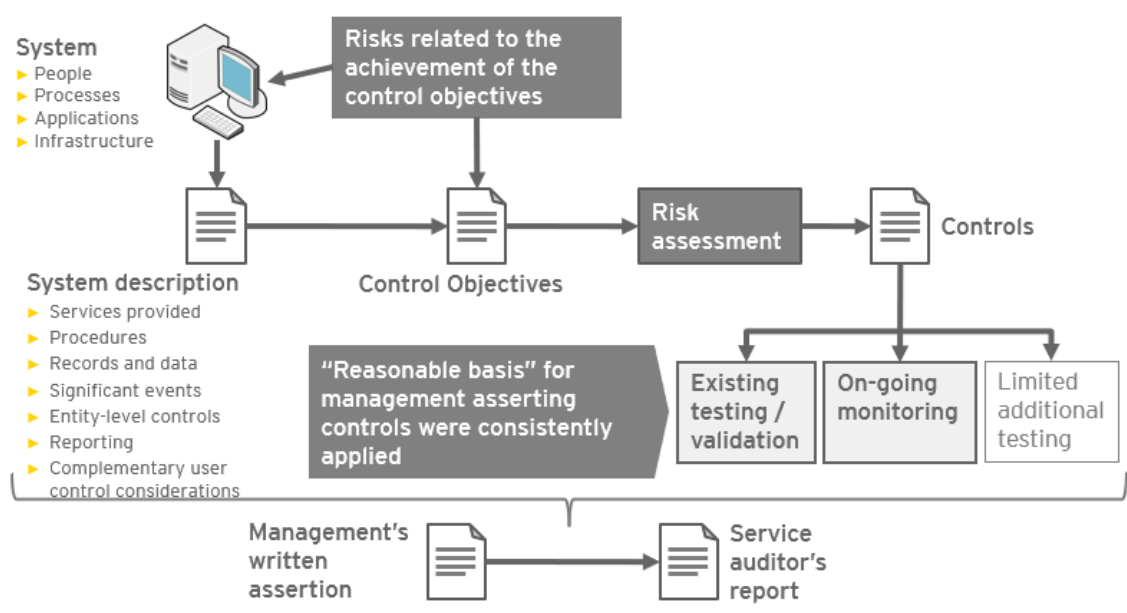 System
People
Processes
Applications
Infrastructure
Risks related to the
achievement of the
control objectives
Risk
assessment
Controls
System description
Services provided
Procedures
Records and data
Significant events
Entity-level controls
Reporting
Complementary user
control considerations
Control Objectives
“Reasonable basis” for
management asserting
controls were consistently
applied
Existing
testing /
validation
On-going
monitoring
Limited
additional
testing
Management’s
written
assertion
Service
auditor’s
report